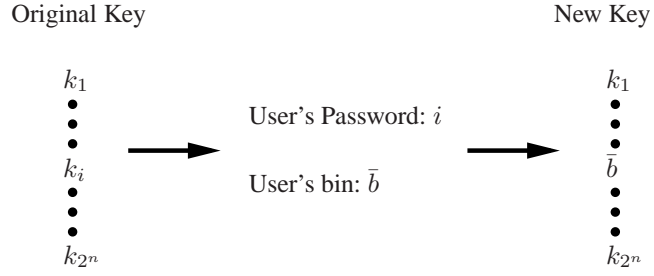 Original Key
New Key
k₁
k₁
User's Password: i
kᵢ
b̄
User's bin: b̄
k₂ⁿ
k₂ⁿ